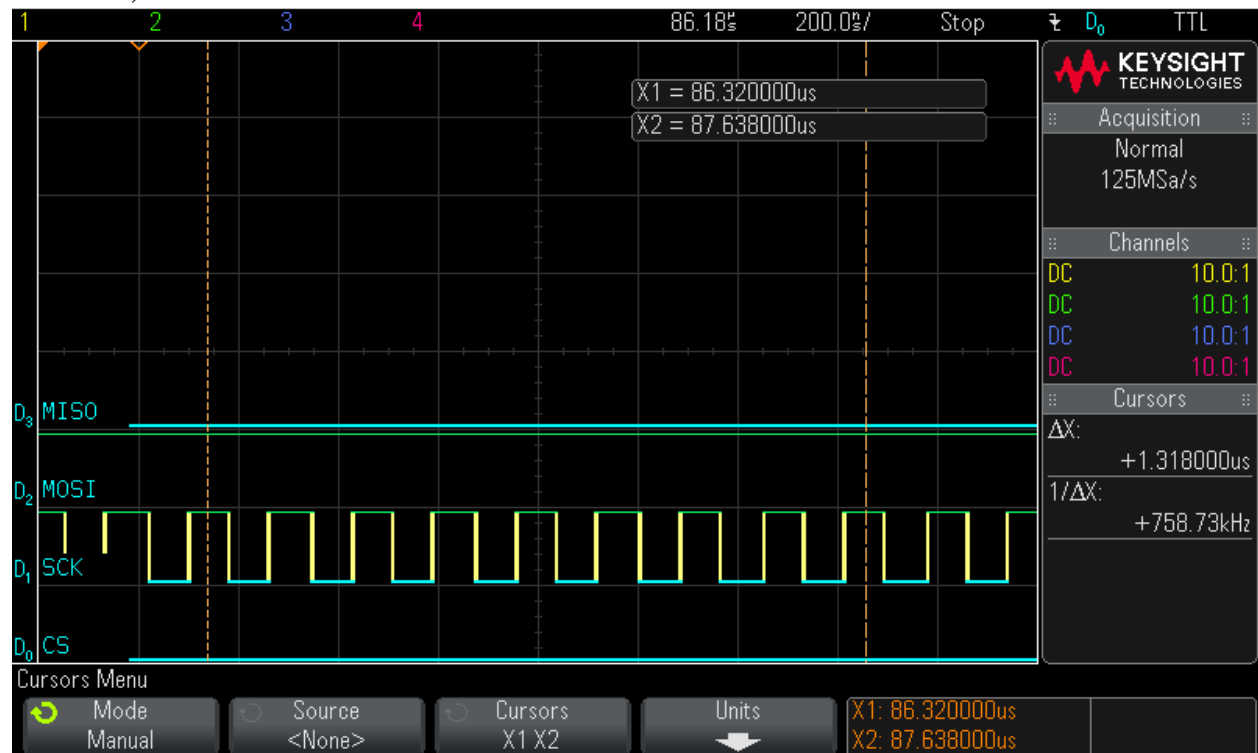 1 2 3 4 86.18us 200.0ns/ Stop D0 TTL
KEYSIGHT
TECHNOLOGIES
X1 = 86.320000us
X2 = 87.638000us
Acquisition
Normal
125MSa/s
Channels
DC 10.0:1
DC 10.0:1
DC 10.0:1
DC 10.0:1
Cursors
ΔX:
+1.318000us
1/ΔX:
+758.73kHz
D3 MISO
D2 MOSI
D1 SCK
D0 CS
Cursors Menu
Mode
Manual
Source
<None>
Cursors
X1 X2
Units
X1: 86.320000us
X2: 87.638000us